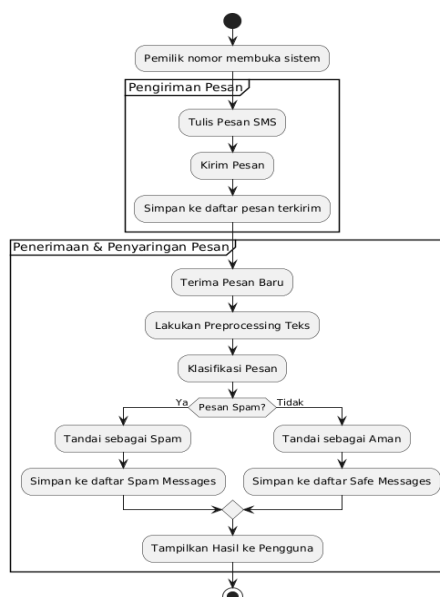 Pemilik nomor membuka sistem
Pengiriman Pesan
Tulis Pesan SMS
Kirim Pesan
Simpan ke daftar pesan terkirim
Penerimaan & Penyaringan Pesan
Terima Pesan Baru
Lakukan Preprocessing Teks
Klasifikasi Pesan
Ya
Pesan Spam?
Tidak
Tandai sebagai Spam
Tandai sebagai Aman
Simpan ke daftar Spam Messages
Simpan ke daftar Safe Messages
Tampilkan Hasil ke Pengguna